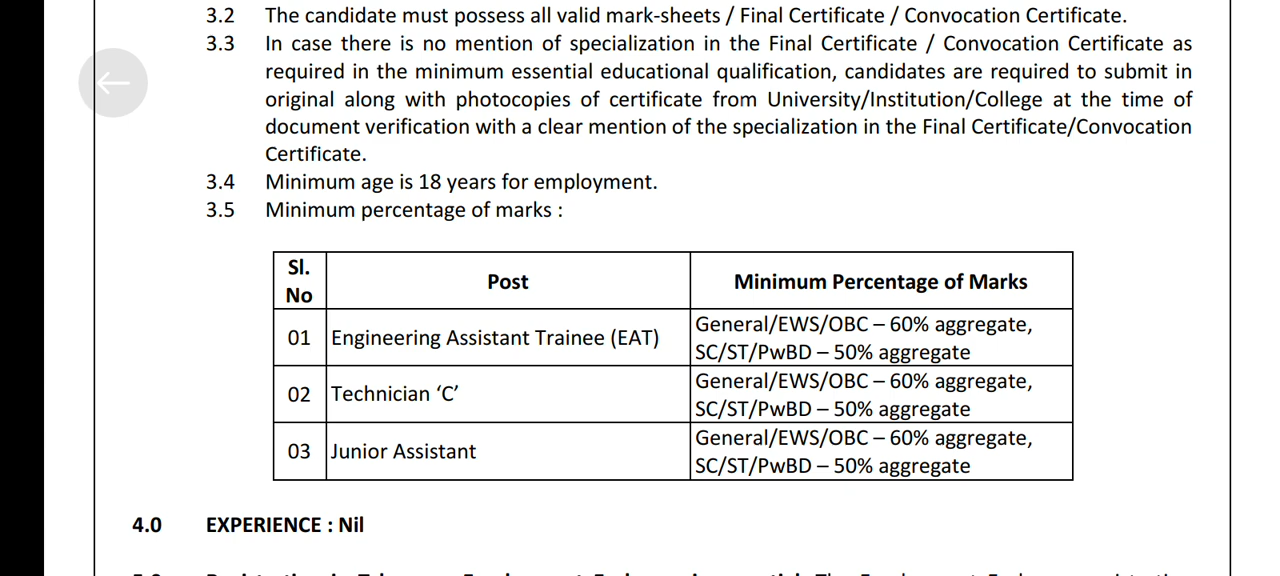 3.2 The candidate must possess all valid mark-sheets / Final Certificate / Convocation Certificate.
3.3 In case there is no mention of specialization in the Final Certificate / Convocation Certificate as
required in the minimum essential educational qualification, candidates are required to submit in
original along with photocopies of certificate from University/Institution/College at the time of
document verification with a clear mention of the specialization in the Final Certificate/Convocation
Certificate.
3.4 Minimum age is 18 years for employment.
3.5 Minimum percentage of marks :
Sl.
No
Post
Minimum Percentage of Marks
01 Engineering Assistant Trainee (EAT)
General/EWS/OBC – 60% aggregate,
SC/ST/PwBD – 50% aggregate
02 Technician ‘C’
General/EWS/OBC – 60% aggregate,
SC/ST/PwBD – 50% aggregate
03 Junior Assistant
General/EWS/OBC – 60% aggregate,
SC/ST/PwBD – 50% aggregate
4.0 EXPERIENCE : Nil